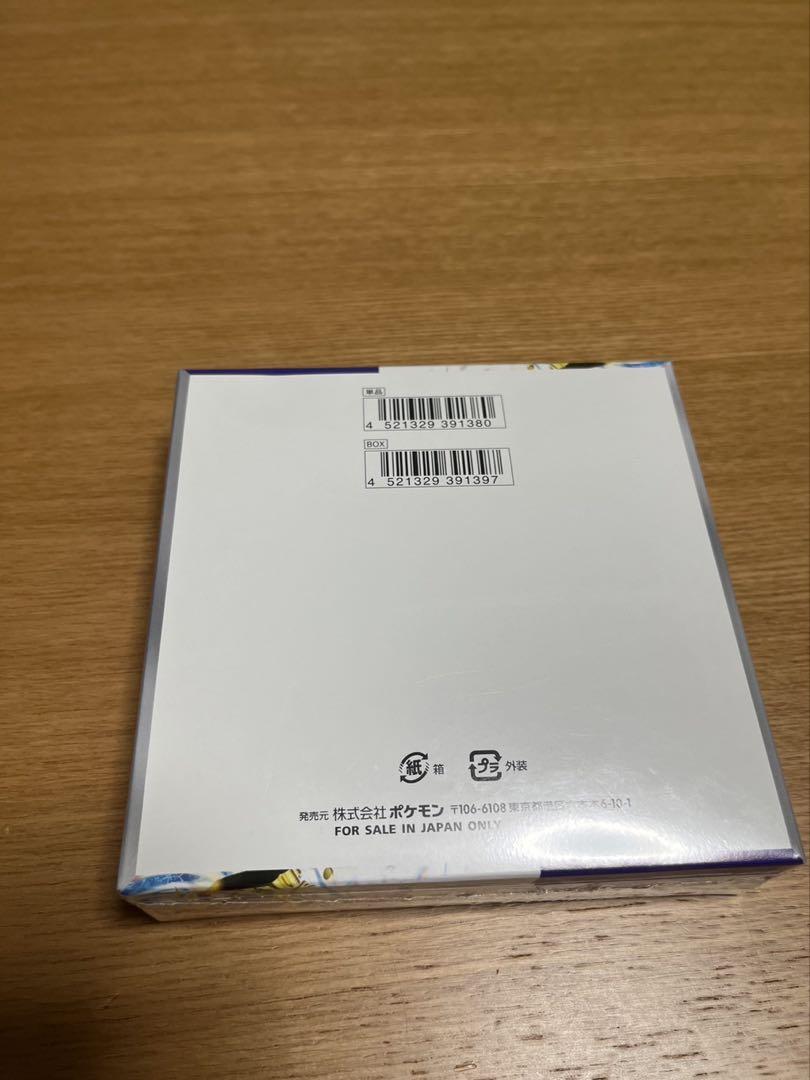 単品
4 521329 391380
BOX
4 521329 391397
紙 箱 プラ 外装
発売元 株式会社ポケモン 〒106-6108 東京都港区六本木6-10-1
FOR SALE IN JAPAN ONLY